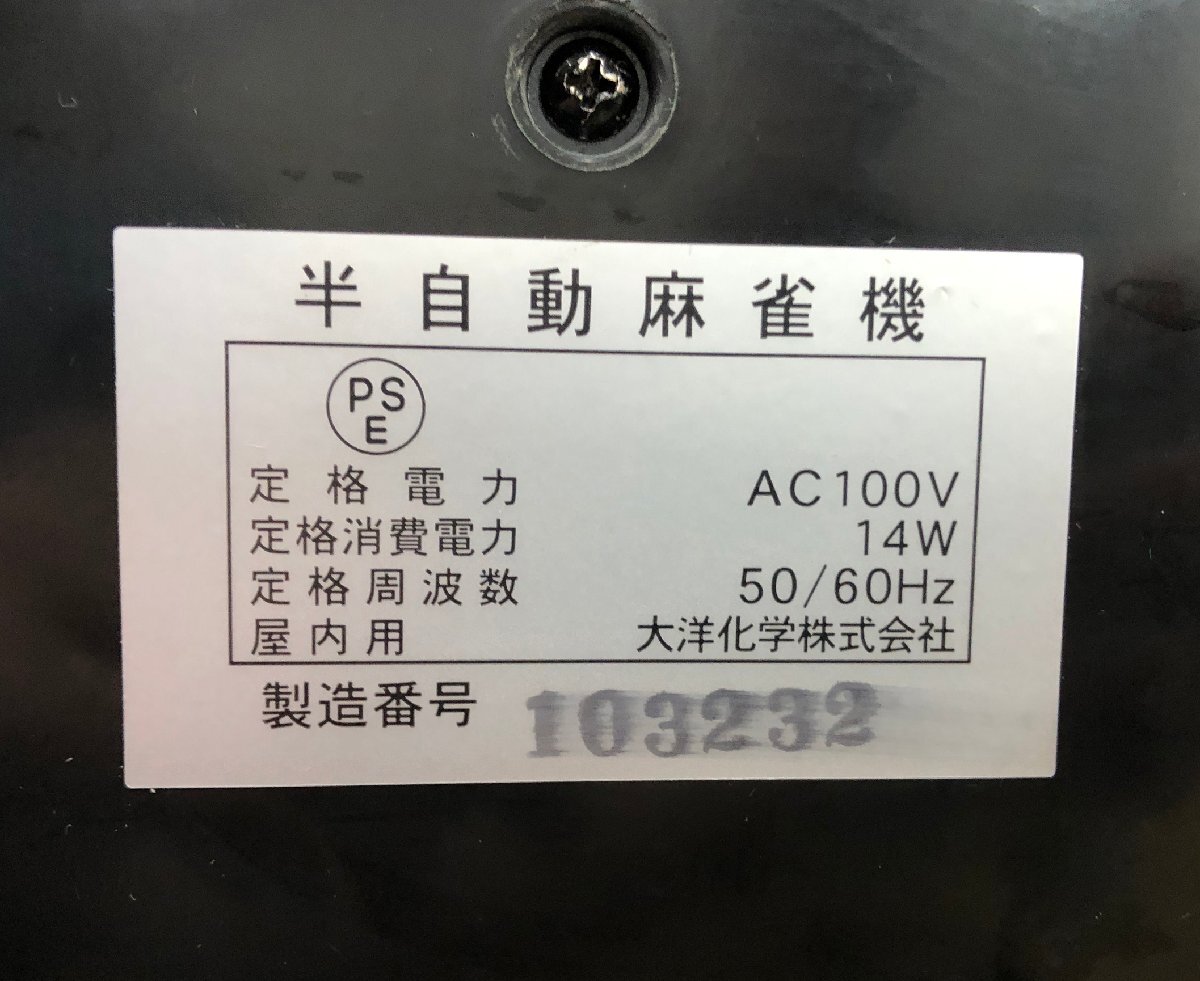 半自動麻雀機
PSE
定格電力 AC100V
定格消費電力 14W
定格周波数 50/60Hz
屋内用 大洋化学株式会社
製造番号 103232